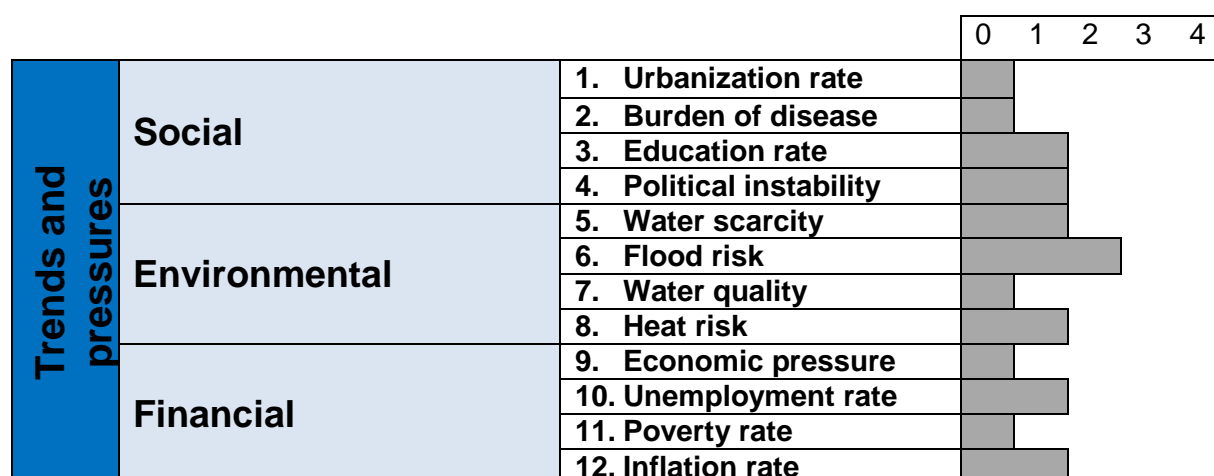 0 1 2 3 4
Trends and
pressures
Social
1. Urbanization rate
2. Burden of disease
3. Education rate
4. Political instability
Environmental
5. Water scarcity
6. Flood risk
7. Water quality
8. Heat risk
Financial
9. Economic pressure
10. Unemployment rate
11. Poverty rate
12. Inflation rate